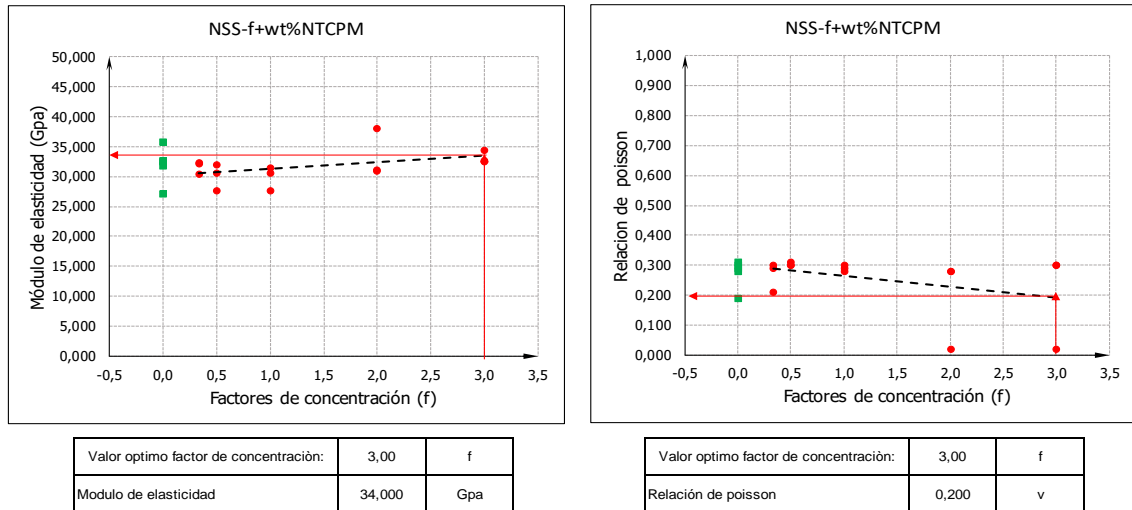 NSS-f+wt%NTCPM
50,000
45,000
40,000
35,000
30,000
25,000
20,000
15,000
10,000
5,000
0,000
Módulo de elasticidad (Gpa)
-0,5 0,0 0,5 1,0 1,5 2,0 2,5 3,0 3,5
Factores de concentración (f)
NSS-f+wt%NTCPM
1,000
0,900
0,800
0,700
0,600
0,500
0,400
0,300
0,200
0,100
0,000
Relacion de poisson
-0,5 0,0 0,5 1,0 1,5 2,0 2,5 3,0 3,5
Factores de concentración (f)
Valor optimo factor de concentraciòn: 3,00 f
Modulo de elasticidad 34,000 Gpa
Valor optimo factor de concentraciòn: 3,00 f
Relación de poisson 0,200 v